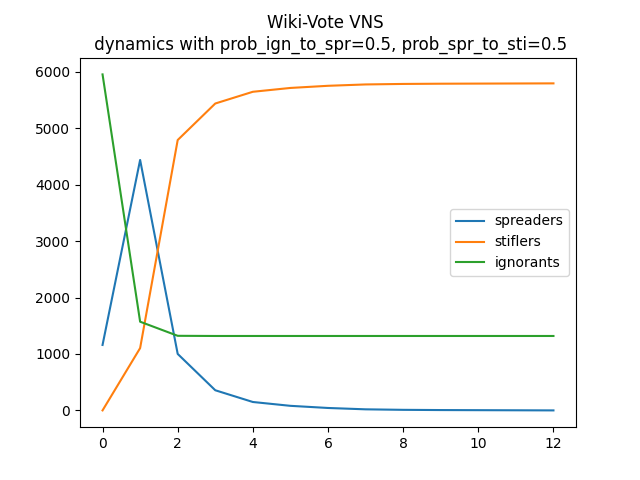 Wiki-Vote VNS
dynamics with prob_ign_to_spr=0.5, prob_spr_to_sti=0.5
6000
5000
4000
3000
2000
1000
0
spreaders
stiflers
ignorants
0 2 4 6 8 10 12